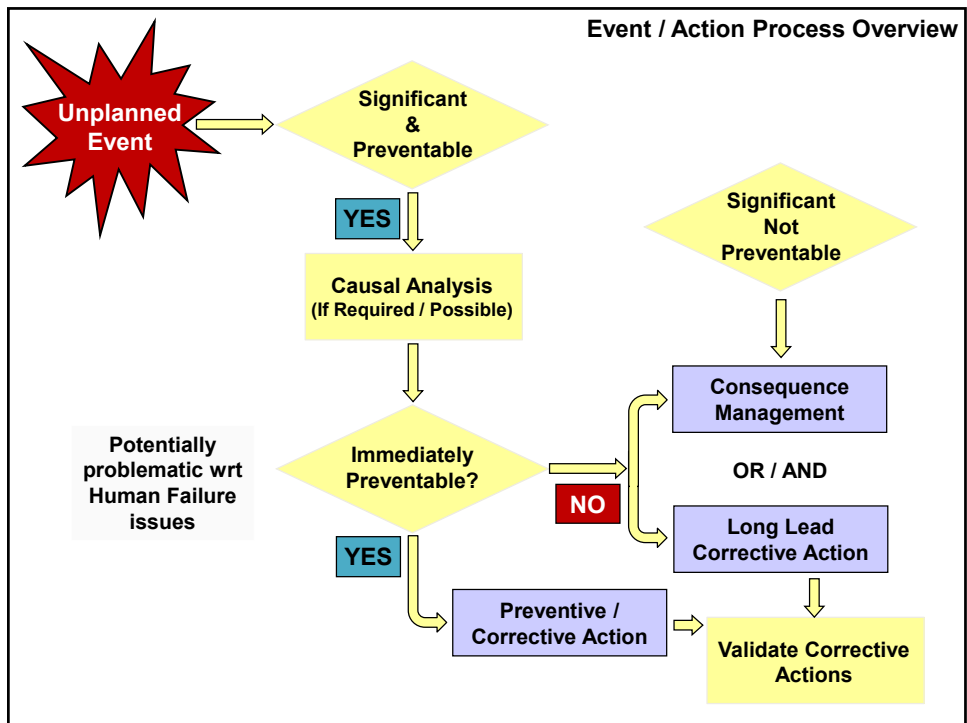 Event / Action Process Overview
Unplanned
Event
Significant
&
Preventable
YES
Significant
Not
Preventable
Causal Analysis
(If Required / Possible)
Consequence
Management
Potentially
problematic wrt
Human Failure
issues
Immediately
Preventable?
NO
OR / AND
YES
Long Lead
Corrective Action
Preventive /
Corrective Action
Validate Corrective
Actions